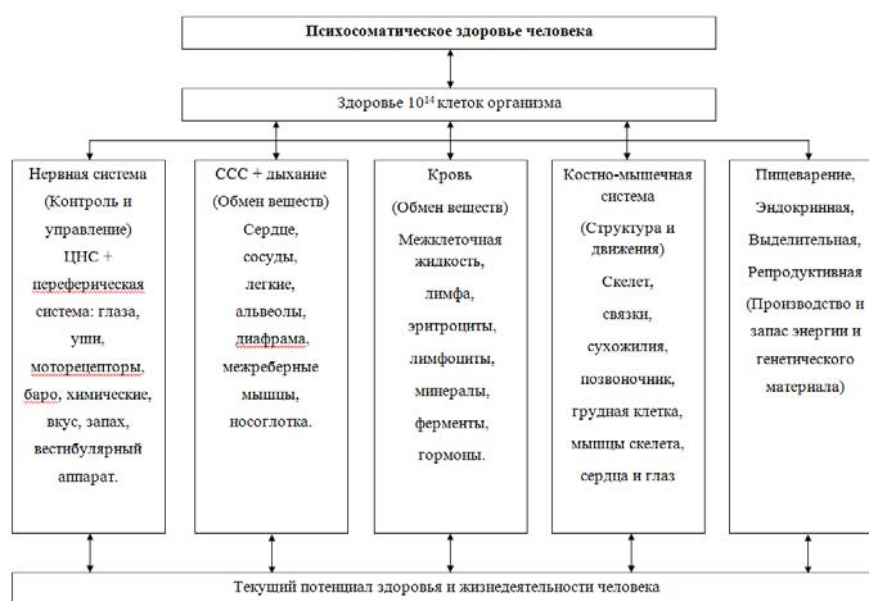 Психосоматическое здоровье человека
Здоровье 10¹⁴ клеток организма
Нервная система
(Контроль и
управление)
ЦНС +
переферическая
система: глаза,
уши,
моторецепторы,
баро, химические,
вкус, запах,
вестибулярный
аппарат.
ССС + дыхание
(Обмен веществ)
Сердце,
сосуды,
легкие,
альвеолы,
диафрама,
межреберные
мышцы,
носоглотка.
Кровь
(Обмен веществ)
Межклеточная
жидкость,
лимфа,
эритроциты,
лимфоциты,
минералы,
ферменты,
гормоны.
Костно-мышечная
система
(Структура и
движения)
Скелет,
связки,
сухожилия,
позвоночник,
грудная клетка,
мышцы скелета,
сердца и глаз
Пищеварение,
Эндокринная,
Выделительная,
Репродуктивная
(Производство и
запас энергии и
генетического
материала)
Текущий потенциал здоровья и жизнедеятельности человека